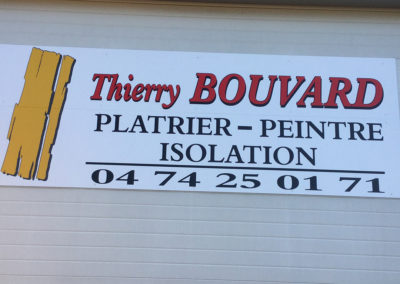 Thierry BOUVARD
PLATRIER - PEINTRE
ISOLATION
04 74 25 01 71